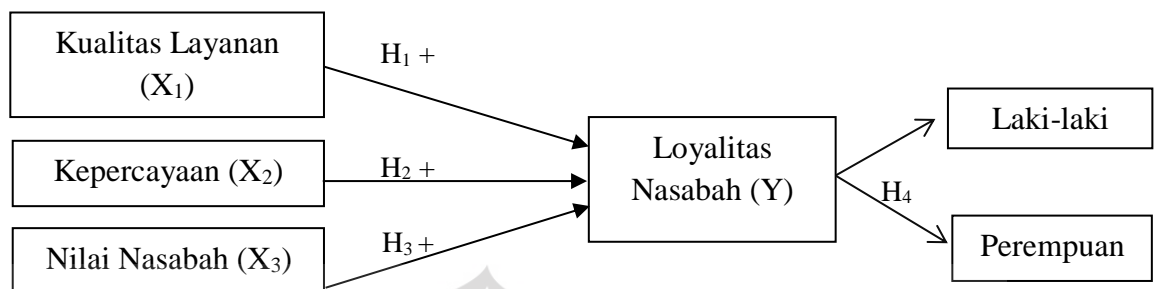 Kualitas Layanan
(X₁)
H₁ +
Kepercayaan (X₂)
H₂ +
Nilai Nasabah (X₃)
H₃ +
Loyalitas
Nasabah (Y)
H₄
Laki-laki
Perempuan